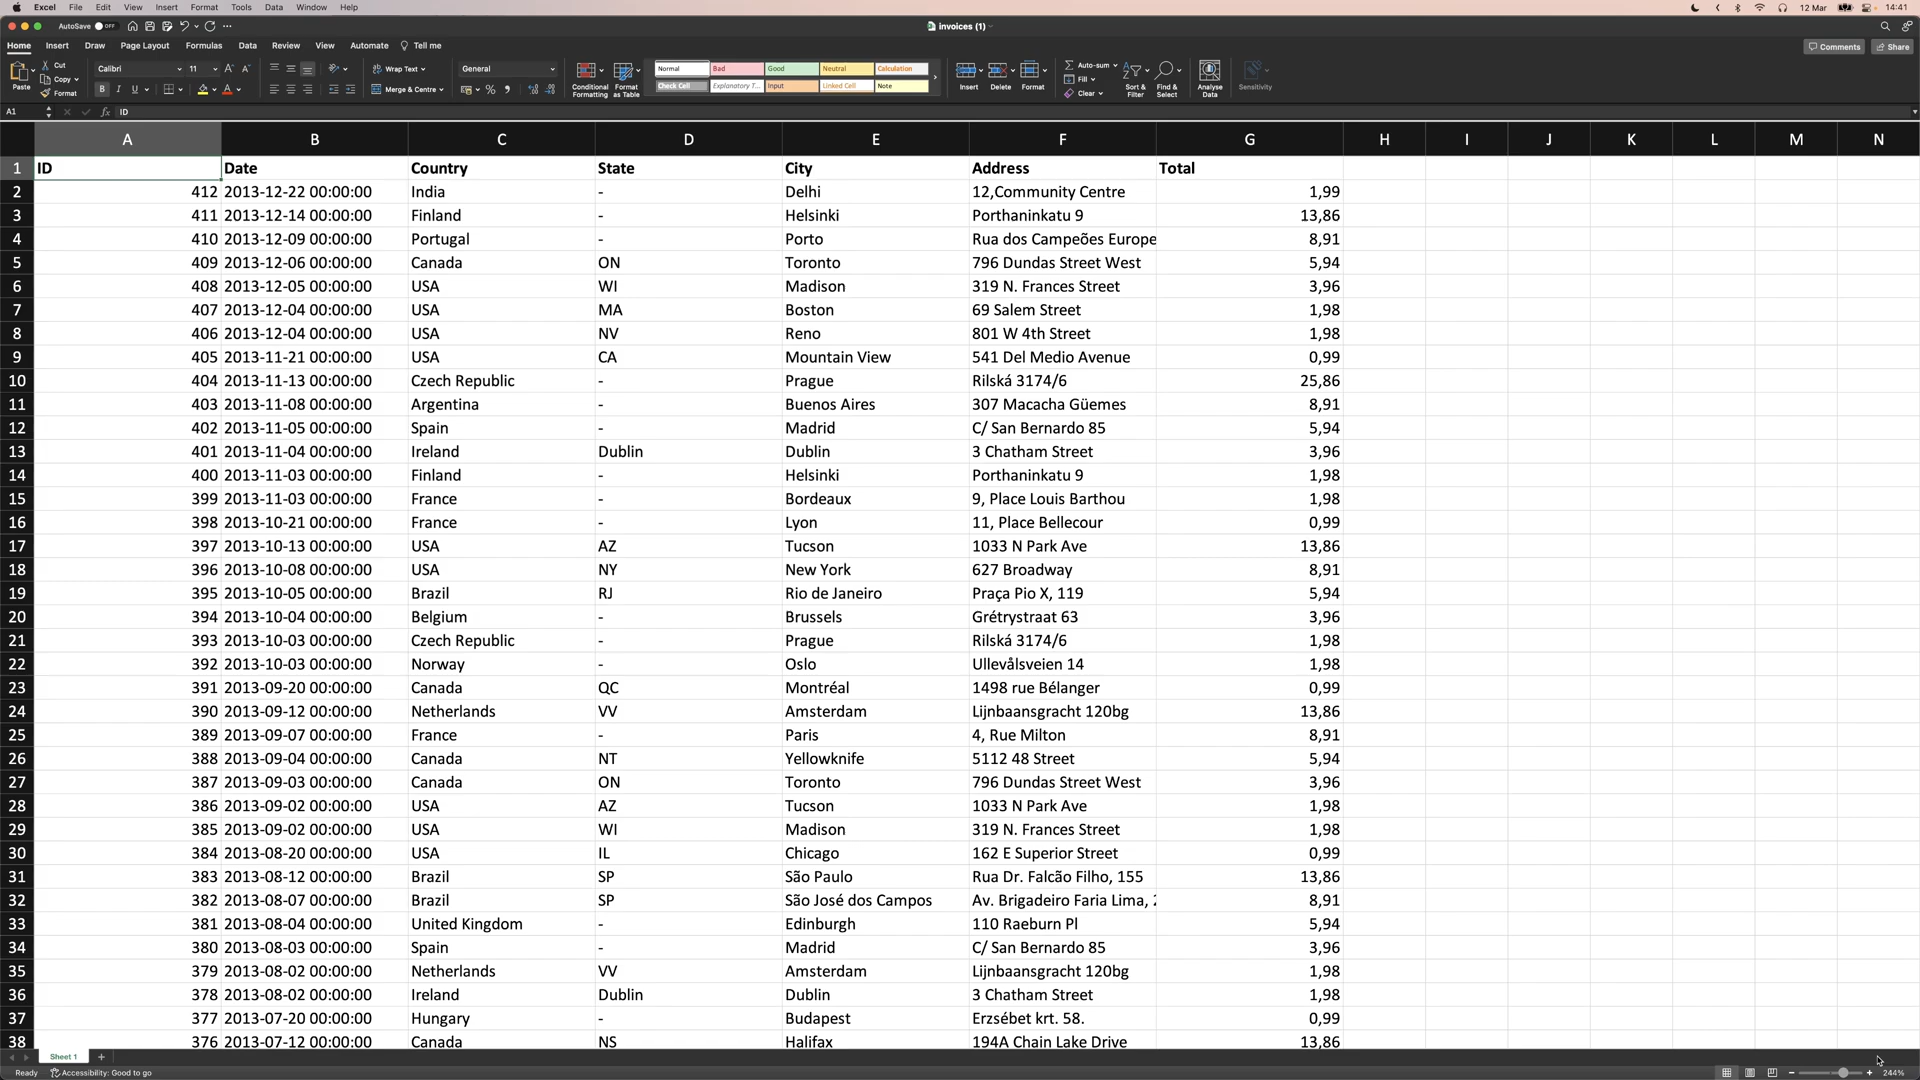 Excel File Edit View Insert Format Tools Data Window Help 12 Mar 14:41
AutoSave OFF invoices (1)
Home Insert Draw Page Layout Formulas Data Review View Automate Tell me Comments Share
Paste Cut Copy Format Calibri 11 Wrap Text Merge & Centre General Conditional Formatting Format as Table Normal Bad Good Neutral Calculation Check Cell Explanatory T... Input Linked Cell Note Insert Delete Format Auto-sum Fill Clear Sort & Filter Find & Select Analyse Data Sensitivity
A1 fx ID
A B C D E F G H I J K L M N
1 ID Date Country State City Address Total
2 412 2013-12-22 00:00:00 India - Delhi 12,Community Centre 1,99
3 411 2013-12-14 00:00:00 Finland - Helsinki Porthaninkatu 9 13,86
4 410 2013-12-09 00:00:00 Portugal - Porto Rua dos Campeões Europe 8,91
5 409 2013-12-06 00:00:00 Canada ON Toronto 796 Dundas Street West 5,94
6 408 2013-12-05 00:00:00 USA WI Madison 319 N. Frances Street 3,96
7 407 2013-12-04 00:00:00 USA MA Boston 69 Salem Street 1,98
8 406 2013-12-04 00:00:00 USA NV Reno 801 W 4th Street 1,98
9 405 2013-11-21 00:00:00 USA CA Mountain View 541 Del Medio Avenue 0,99
10 404 2013-11-13 00:00:00 Czech Republic - Prague Rilská 3174/6 25,86
11 403 2013-11-08 00:00:00 Argentina - Buenos Aires 307 Macacha Güemes 8,91
12 402 2013-11-05 00:00:00 Spain - Madrid C/ San Bernardo 85 5,94
13 401 2013-11-04 00:00:00 Ireland Dublin Dublin 3 Chatham Street 3,96
14 400 2013-11-03 00:00:00 Finland - Helsinki Porthaninkatu 9 1,98
15 399 2013-11-03 00:00:00 France - Bordeaux 9, Place Louis Barthou 1,98
16 398 2013-10-21 00:00:00 France - Lyon 11, Place Bellecour 0,99
17 397 2013-10-13 00:00:00 USA AZ Tucson 1033 N Park Ave 13,86
18 396 2013-10-08 00:00:00 USA NY New York 627 Broadway 8,91
19 395 2013-10-05 00:00:00 Brazil RJ Rio de Janeiro Praça Pio X, 119 5,94
20 394 2013-10-04 00:00:00 Belgium - Brussels Grétrystraat 63 3,96
21 393 2013-10-03 00:00:00 Czech Republic - Prague Rilská 3174/6 1,98
22 392 2013-10-03 00:00:00 Norway - Oslo Ullevålsveien 14 1,98
23 391 2013-09-20 00:00:00 Canada QC Montréal 1498 rue Bélanger 0,99
24 390 2013-09-12 00:00:00 Netherlands VV Amsterdam Lijnbaansgracht 120bg 13,86
25 389 2013-09-07 00:00:00 France - Paris 4, Rue Milton 8,91
26 388 2013-09-04 00:00:00 Canada NT Yellowknife 5112 48 Street 5,94
27 387 2013-09-03 00:00:00 Canada ON Toronto 796 Dundas Street West 3,96
28 386 2013-09-02 00:00:00 USA AZ Tucson 1033 N Park Ave 1,98
29 385 2013-09-02 00:00:00 USA WI Madison 319 N. Frances Street 1,98
30 384 2013-08-20 00:00:00 USA IL Chicago 162 E Superior Street 0,99
31 383 2013-08-12 00:00:00 Brazil SP São Paulo Rua Dr. Falcão Filho, 155 13,86
32 382 2013-08-07 00:00:00 Brazil SP São José dos Campos Av. Brigadeiro Faria Lima, 8,91
33 381 2013-08-04 00:00:00 United Kingdom - Edinburgh 110 Raeburn Pl 5,94
34 380 2013-08-03 00:00:00 Spain - Madrid C/ San Bernardo 85 3,96
35 379 2013-08-02 00:00:00 Netherlands VV Amsterdam Lijnbaansgracht 120bg 1,98
36 378 2013-08-02 00:00:00 Ireland Dublin Dublin 3 Chatham Street 1,98
37 377 2013-07-20 00:00:00 Hungary - Budapest Erzsébet krt. 58. 0,99
38 376 2013-07-12 00:00:00 Canada NS Halifax 194A Chain Lake Drive 13,86
Sheet 1 +
Ready Accessibility: Good to go 244%